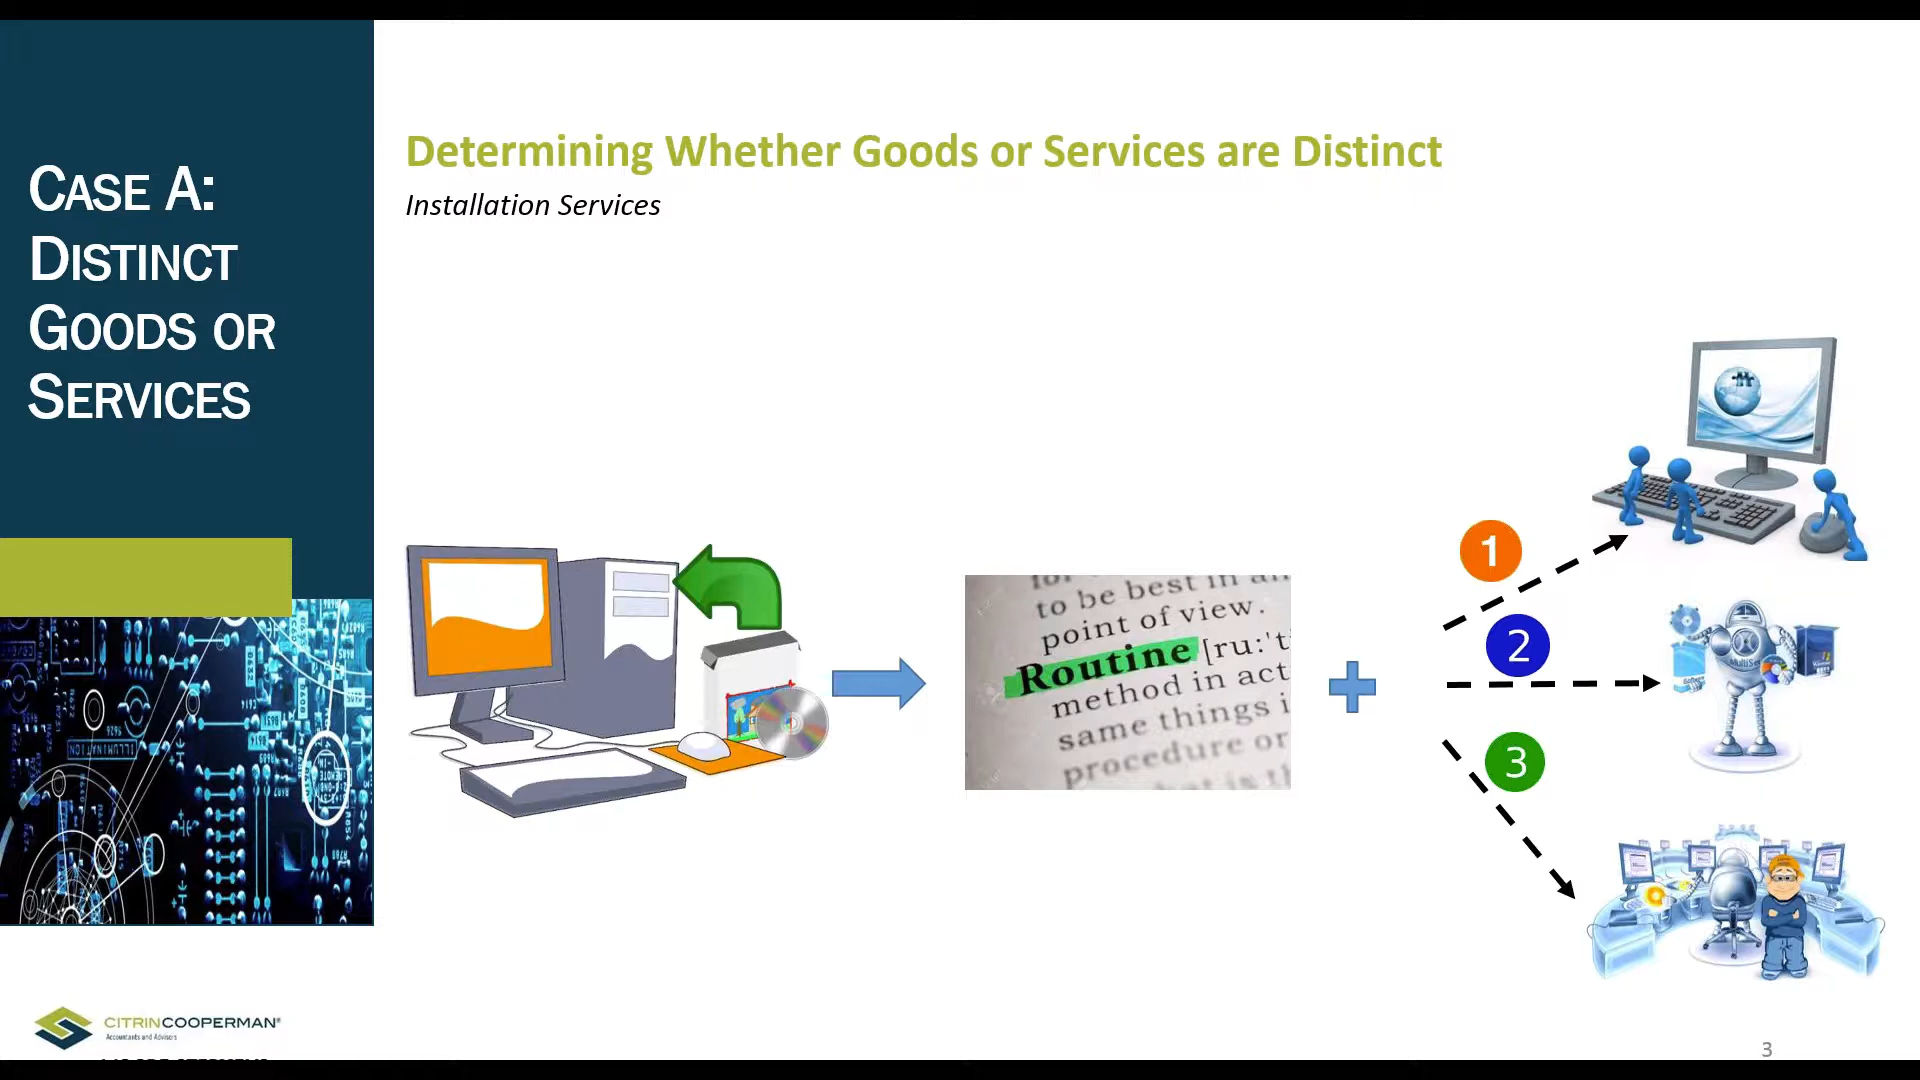 CASE A:
DISTINCT
GOODS OR
SERVICES
Determining Whether Goods or Services are Distinct
Installation Services
to be best in
point of view.
Routine [ru:'t
method in act
same things i
procedure or
1
2
3
CITRINCOOPERMAN®
Accountants and Advisors
3